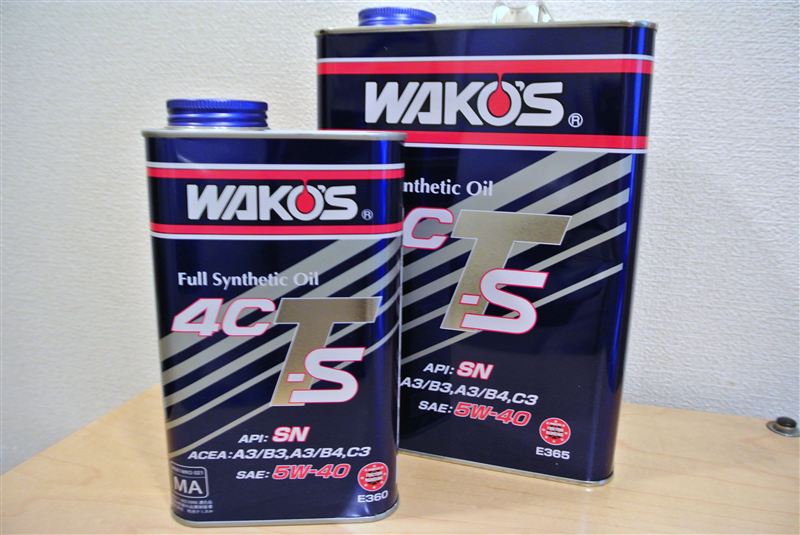 WAKO'S®
Full Synthetic Oil
4CT-S
API: SN
ACEA: A3/B3,A3/B4,C3
SAE: 5W-40
MA
E360
WAKO'S®
nthetic Oil
CT-S
API: SN
A3/B3,A3/B4,C3
SAE: 5W-40
E365